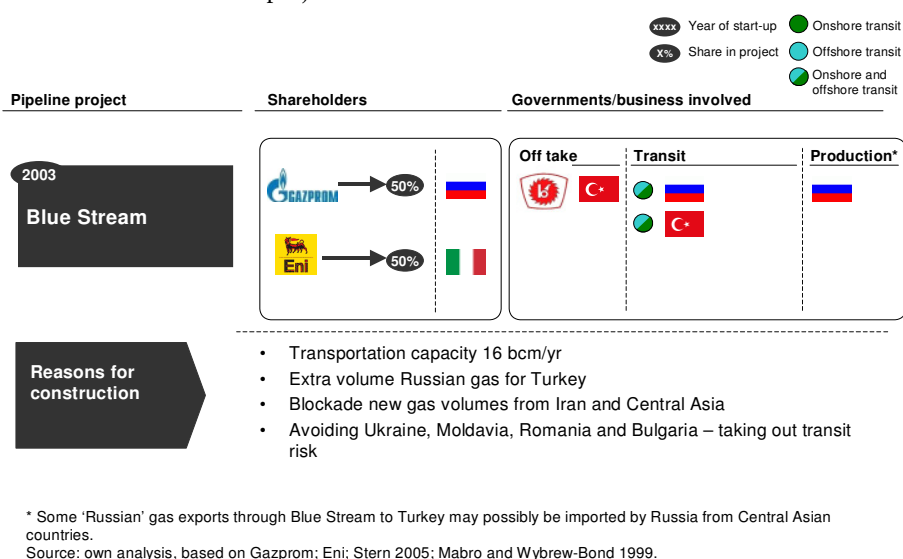 xxxx Year of start-up Onshore transit
X% Share in project Offshore transit
Onshore and
offshore transit
Pipeline project Shareholders Governments/business involved
Off take Transit Production*
2003
Blue Stream
GAZPROM 50%
Eni 50%
Reasons for
construction
• Transportation capacity 16 bcm/yr
• Extra volume Russian gas for Turkey
• Blockade new gas volumes from Iran and Central Asia
• Avoiding Ukraine, Moldavia, Romania and Bulgaria – taking out transit
risk
* Some ‘Russian’ gas exports through Blue Stream to Turkey may possibly be imported by Russia from Central Asian
countries.
Source: own analysis, based on Gazprom; Eni; Stern 2005; Mabro and Wybrew-Bond 1999.